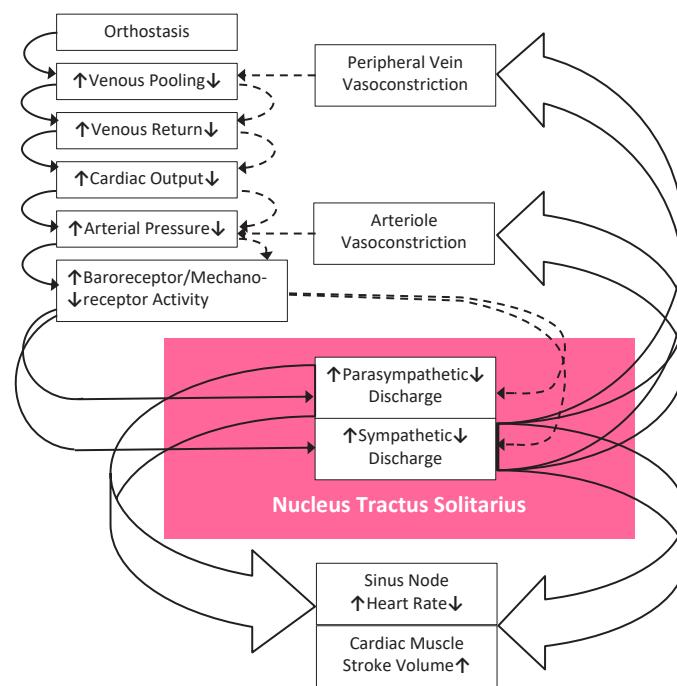 Orthostasis
↑Venous Pooling↓
↑Venous Return↓
↑Cardiac Output↓
↑Arterial Pressure↓
↑Baroreceptor/Mechano-
↓receptor Activity
Peripheral Vein
Vasoconstriction
Arteriole
Vasoconstriction
↑Parasympathetic↓
Discharge
↑Sympathetic↓
Discharge
Nucleus Tractus Solitarius
Sinus Node
↑Heart Rate↓
Cardiac Muscle
Stroke Volume↑